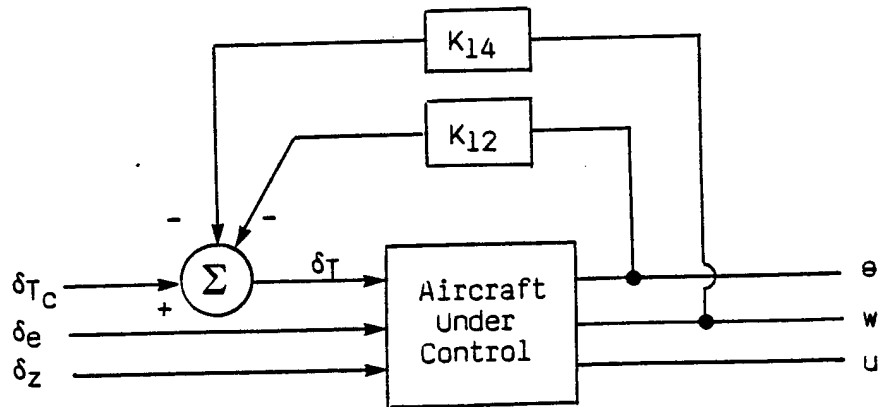 K14
K12
-
-
δTc
+
Σ
δT
δe
δz
Aircraft
Under
Control
θ
w
u